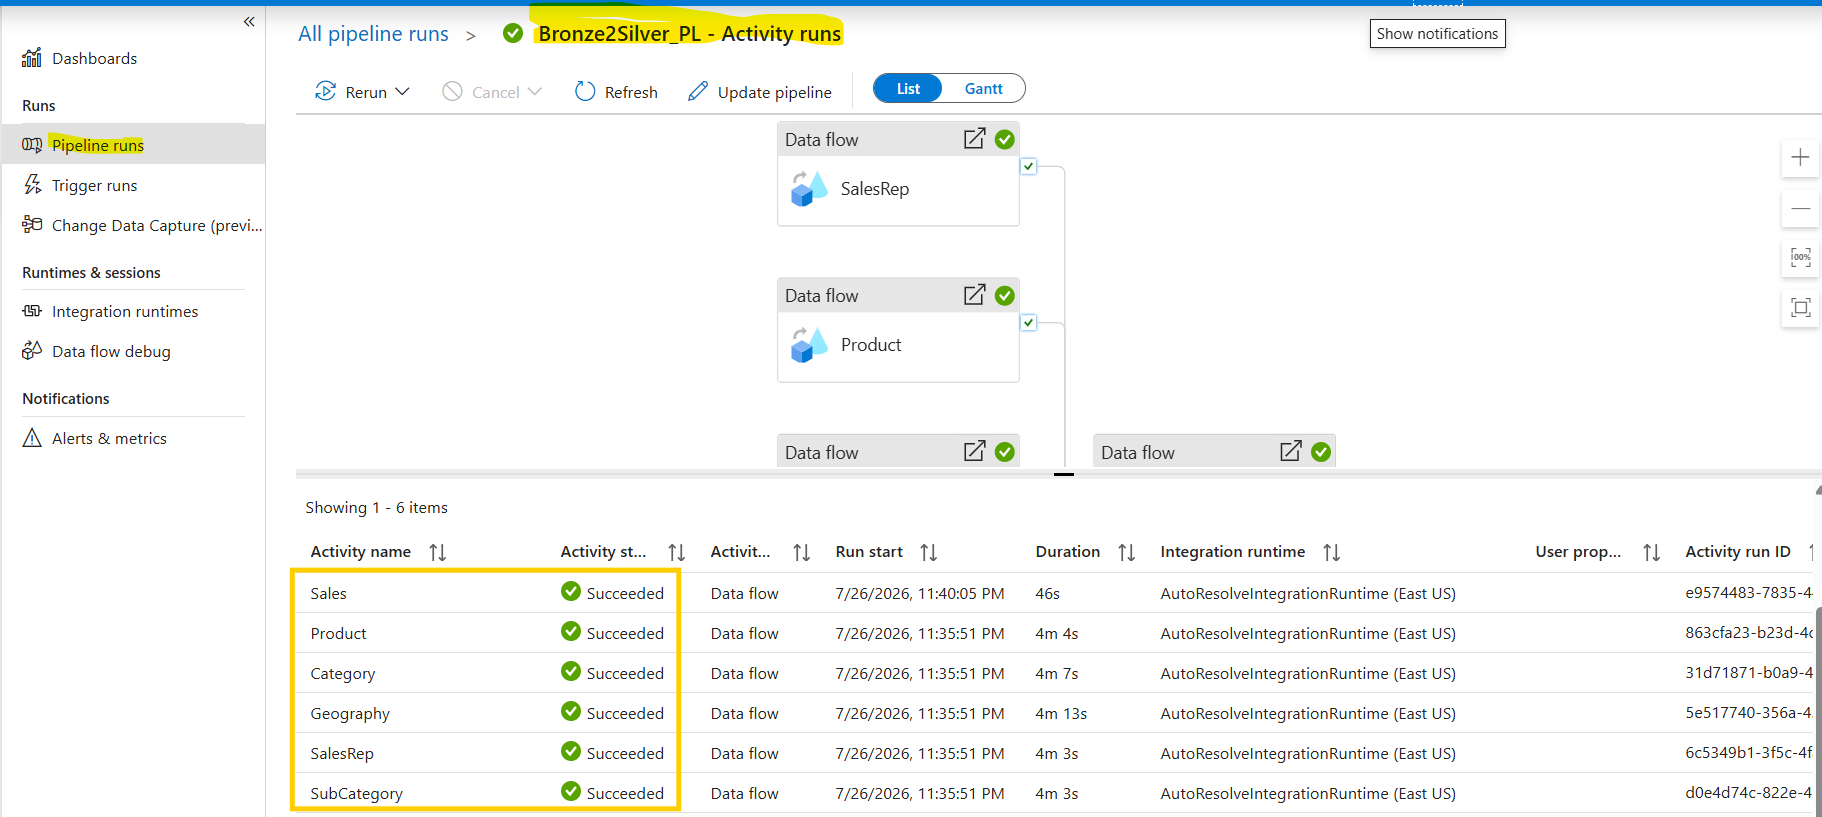 «
Dashboards
Runs
Pipeline runs
Trigger runs
Change Data Capture (previ...
Runtimes & sessions
Integration runtimes
Data flow debug
Notifications
Alerts & metrics
All pipeline runs > Bronze2Silver_PL - Activity runs
Show notifications
Rerun Cancel Refresh Update pipeline List Gantt
Data flow
SalesRep
Data flow
Product
Data flow Data flow
100%
Showing 1 - 6 items
Activity name Activity st... Activit... Run start Duration Integration runtime User prop... Activity run ID
Sales Succeeded Data flow 7/26/2026, 11:40:05 PM 46s AutoResolveIntegrationRuntime (East US) e9574483-7835-4
Product Succeeded Data flow 7/26/2026, 11:35:51 PM 4m 4s AutoResolveIntegrationRuntime (East US) 863cfa23-b23d-4c
Category Succeeded Data flow 7/26/2026, 11:35:51 PM 4m 7s AutoResolveIntegrationRuntime (East US) 31d71871-b0a9-4
Geography Succeeded Data flow 7/26/2026, 11:35:51 PM 4m 13s AutoResolveIntegrationRuntime (East US) 5e517740-356a-4
SalesRep Succeeded Data flow 7/26/2026, 11:35:51 PM 4m 3s AutoResolveIntegrationRuntime (East US) 6c5349b1-3f5c-4f
SubCategory Succeeded Data flow 7/26/2026, 11:35:51 PM 4m 3s AutoResolveIntegrationRuntime (East US) d0e4d74c-822e-4